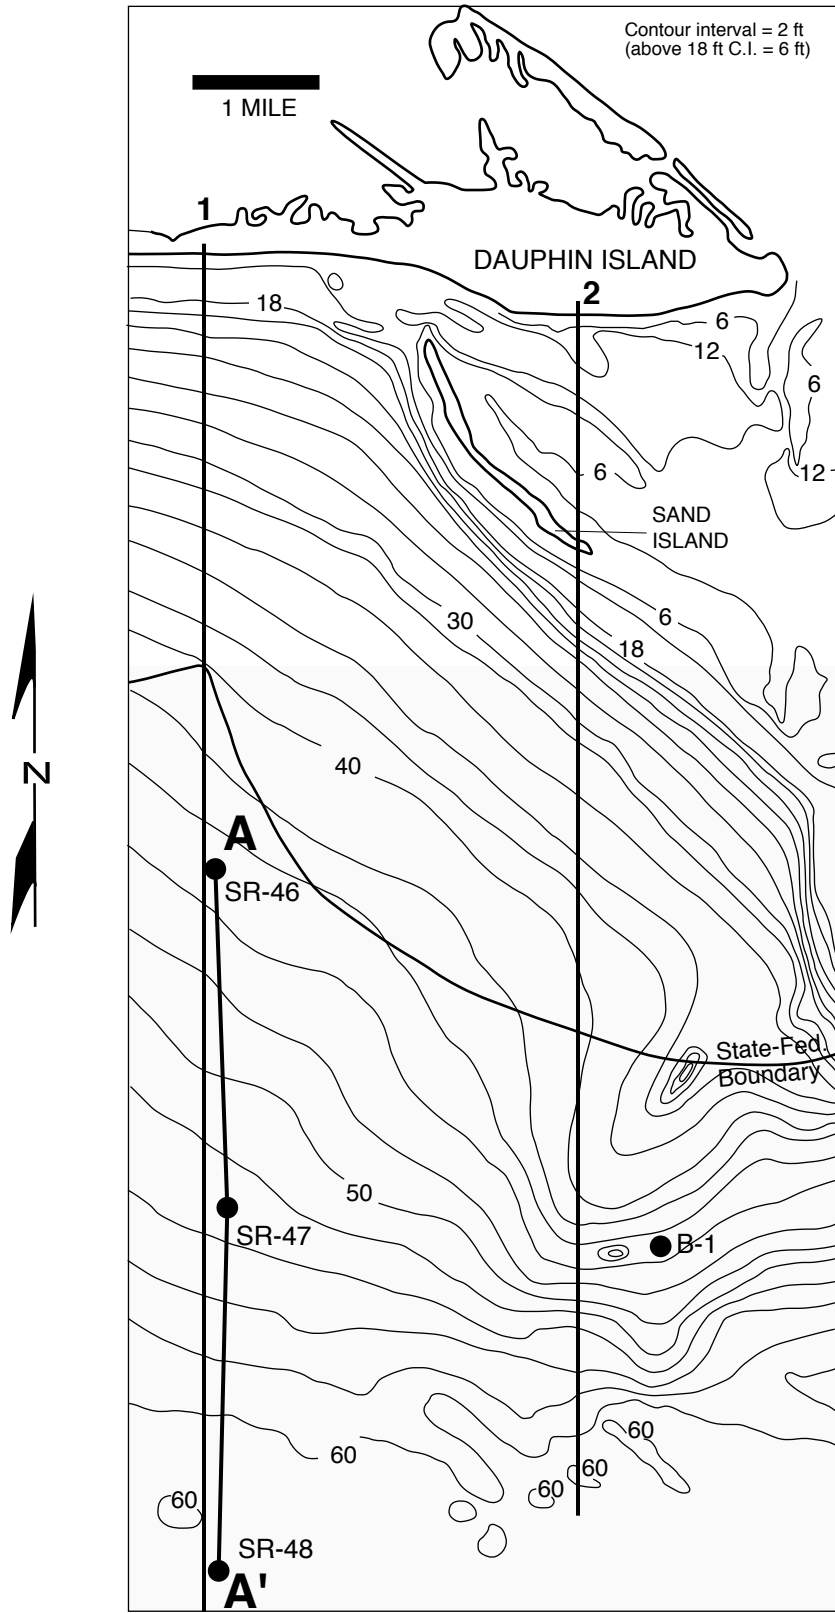 Contour interval = 2 ft
(above 18 ft C.I. = 6 ft)
1 MILE
1
DAUPHIN ISLAND
2
18
6
12
6
6
12
SAND
ISLAND
30
6
18
N
40
A
SR-46
State-Fed.
Boundary
50
SR-47
B-1
60
60
60
60
60
SR-48
A'